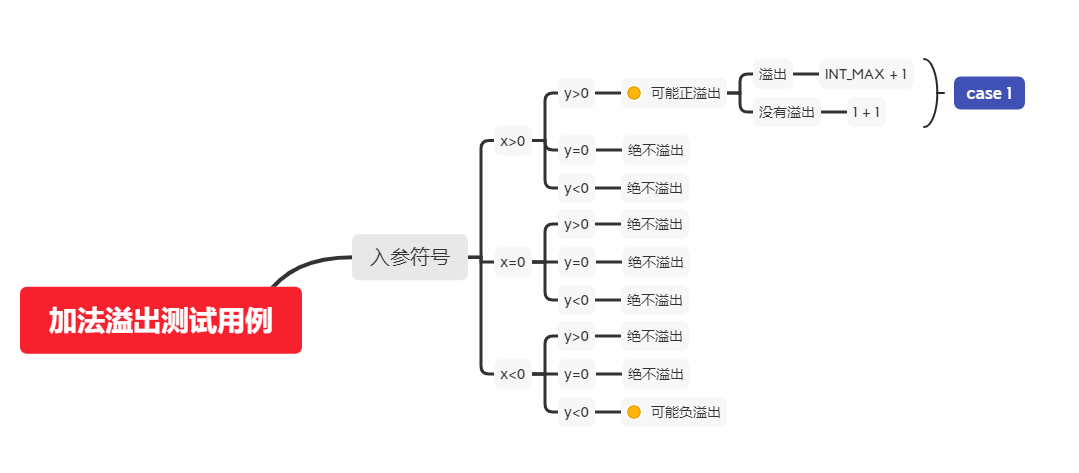 加法溢出测试用例
入参符号
x>0
y>0
可能正溢出
溢出
INT_MAX + 1
没有溢出
1 + 1
case 1
y=0
绝不溢出
y<0
绝不溢出
x=0
y>0
绝不溢出
y=0
绝不溢出
y<0
绝不溢出
x<0
y>0
绝不溢出
y=0
绝不溢出
y<0
可能负溢出